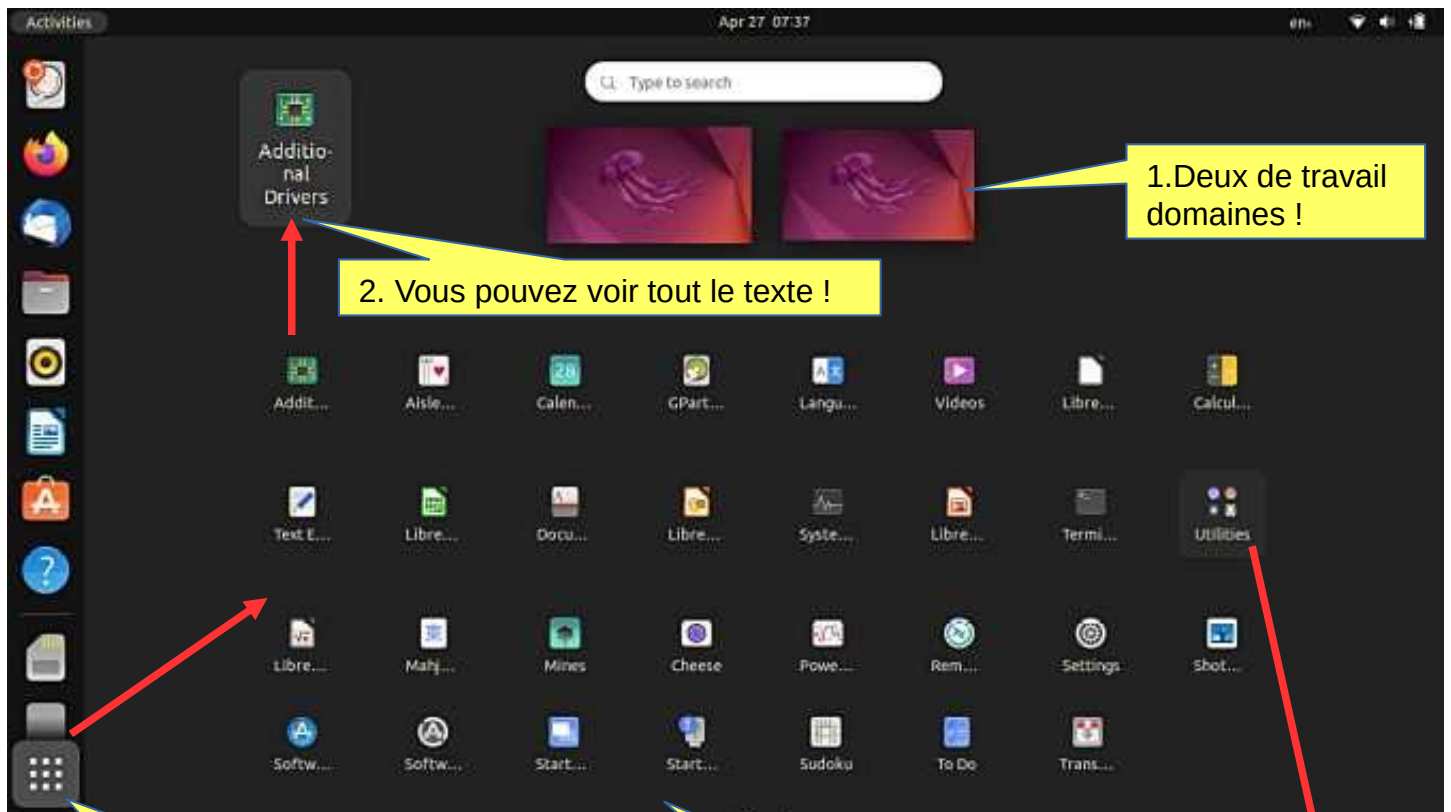 Activities
Apr 27 07:37
en₁
Type to search
Additio-
nal
Drivers
1.Deux de travail
domaines !
2. Vous pouvez voir tout le texte !
Addit... Aisle... Calen... GPart... Langu... Videos Libre... Calcul...
28
Text E... Libre... Docu... Libre... Syste... Libre... Termi... Utilities
Libre... Mahj... Mines Cheese Powe... Rem... Settings Shot...
Softw... Softw... Start... Start... Sudoku To Do Trans...